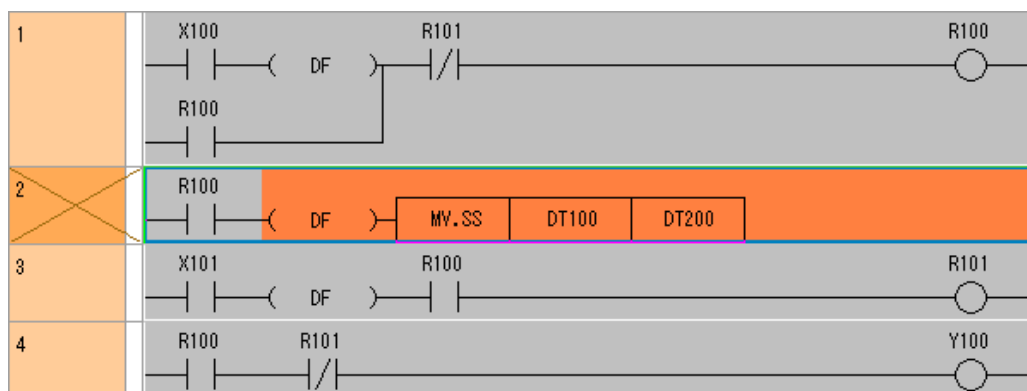 1 X100 R101 R100
DF
R100
2 R100
DF MV.SS DT100 DT200
3 X101 R100 R101
DF
4 R100 R101 Y100